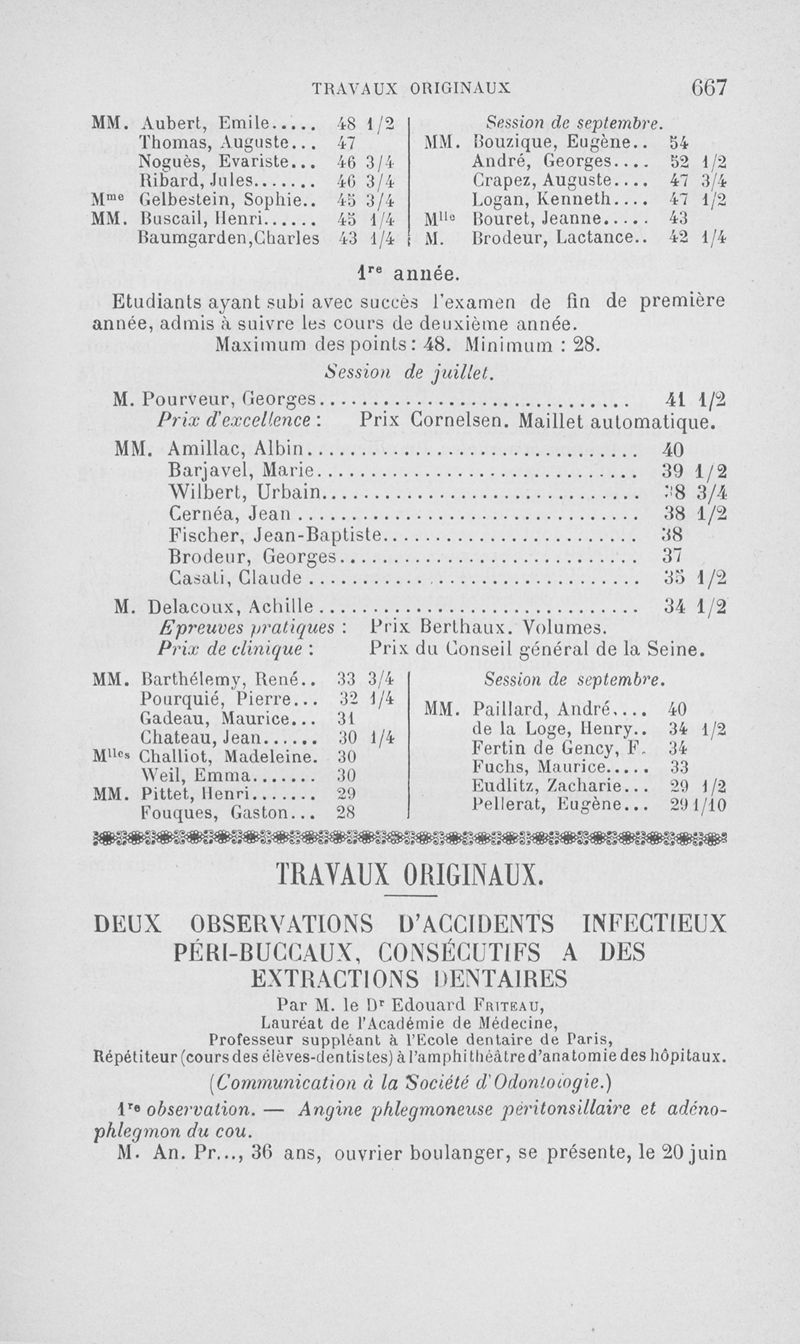 TRAVAUX ORIGINAUX 667
MM. Aubert, Emile..... 48 1/2
Thomas, Auguste... 47
Noguès, Evariste... 46 3/4
Ribard, Jules....... 46 3/4
Mme Gelbestein, Sophie.. 45 3/4
MM. Buscail, Henri...... 45 1/4
Baumgarden, Charles 43 1/4
Session de septembre.
MM. Bouzique, Eugène.. 54
André, Georges.... 52 1/2
Crapez, Auguste.... 47 3/4
Logan, Kenneth.... 47 1/2
Mlle Bouret, Jeanne..... 43
M. Brodeur, Lactance.. 42 1/4
1re année.
Etudiants ayant subi avec succès l'examen de fin de première
année, admis à suivre les cours de deuxième année.
Maximum des points : 48. Minimum : 28.
Session de juillet.
M. Pourveur, Georges............................ 41 1/2
Prix d'excellence : Prix Cornelsen. Maillet automatique.
MM. Amillac, Albin.............................. 40
Barjavel, Marie............................. 39 1/2
Wilbert, Urbain............................. 38 3/4
Cernéa, Jean ............................... 38 1/2
Fischer, Jean-Baptiste....................... 38
Brodeur, Georges............................ 37
Casati, Claude .............................. 35 1/2
M. Delacoux, Achille............................. 34 1/2
Epreuves pratiques : Prix Berthaux. Volumes.
Prix de clinique : Prix du Conseil général de la Seine.
MM. Barthélemy, René.. 33 3/4
Pourquié, Pierre... 32 1/4
Gadeau, Maurice... 31
Chateau, Jean...... 30 1/4
Mlles Challiot, Madeleine. 30
Weil, Emma....... 30
MM. Pittet, Henri....... 29
Fouques, Gaston... 28
Session de septembre.
MM. Paillard, André.... 40
de la Loge, Henry.. 34 1/2
Fertin de Gency, F. 34
Fuchs, Maurice..... 33
Eudlitz, Zacharie... 29 1/2
Pellerat, Eugène... 29 1/10
TRAVAUX ORIGINAUX.
DEUX OBSERVATIONS D'ACCIDENTS INFECTIEUX
PÉRI-BUCCAUX, CONSÉCUTIFS A DES
EXTRACTIONS DENTAIRES
Par M. le Dr Edouard FRITEAU,
Lauréat de l'Académie de Médecine,
Professeur suppléant à l'Ecole dentaire de Paris,
Répétiteur (cours des élèves-dentistes) à l'amphithéâtre d'anatomie des hôpitaux.
(Communication à la Société d'Odontologie.)
1re observation. — Angine phlegmoneuse péritonsillaire et adéno-
phlegmon du cou.
M. An. Pr..., 36 ans, ouvrier boulanger, se présente, le 20 juin